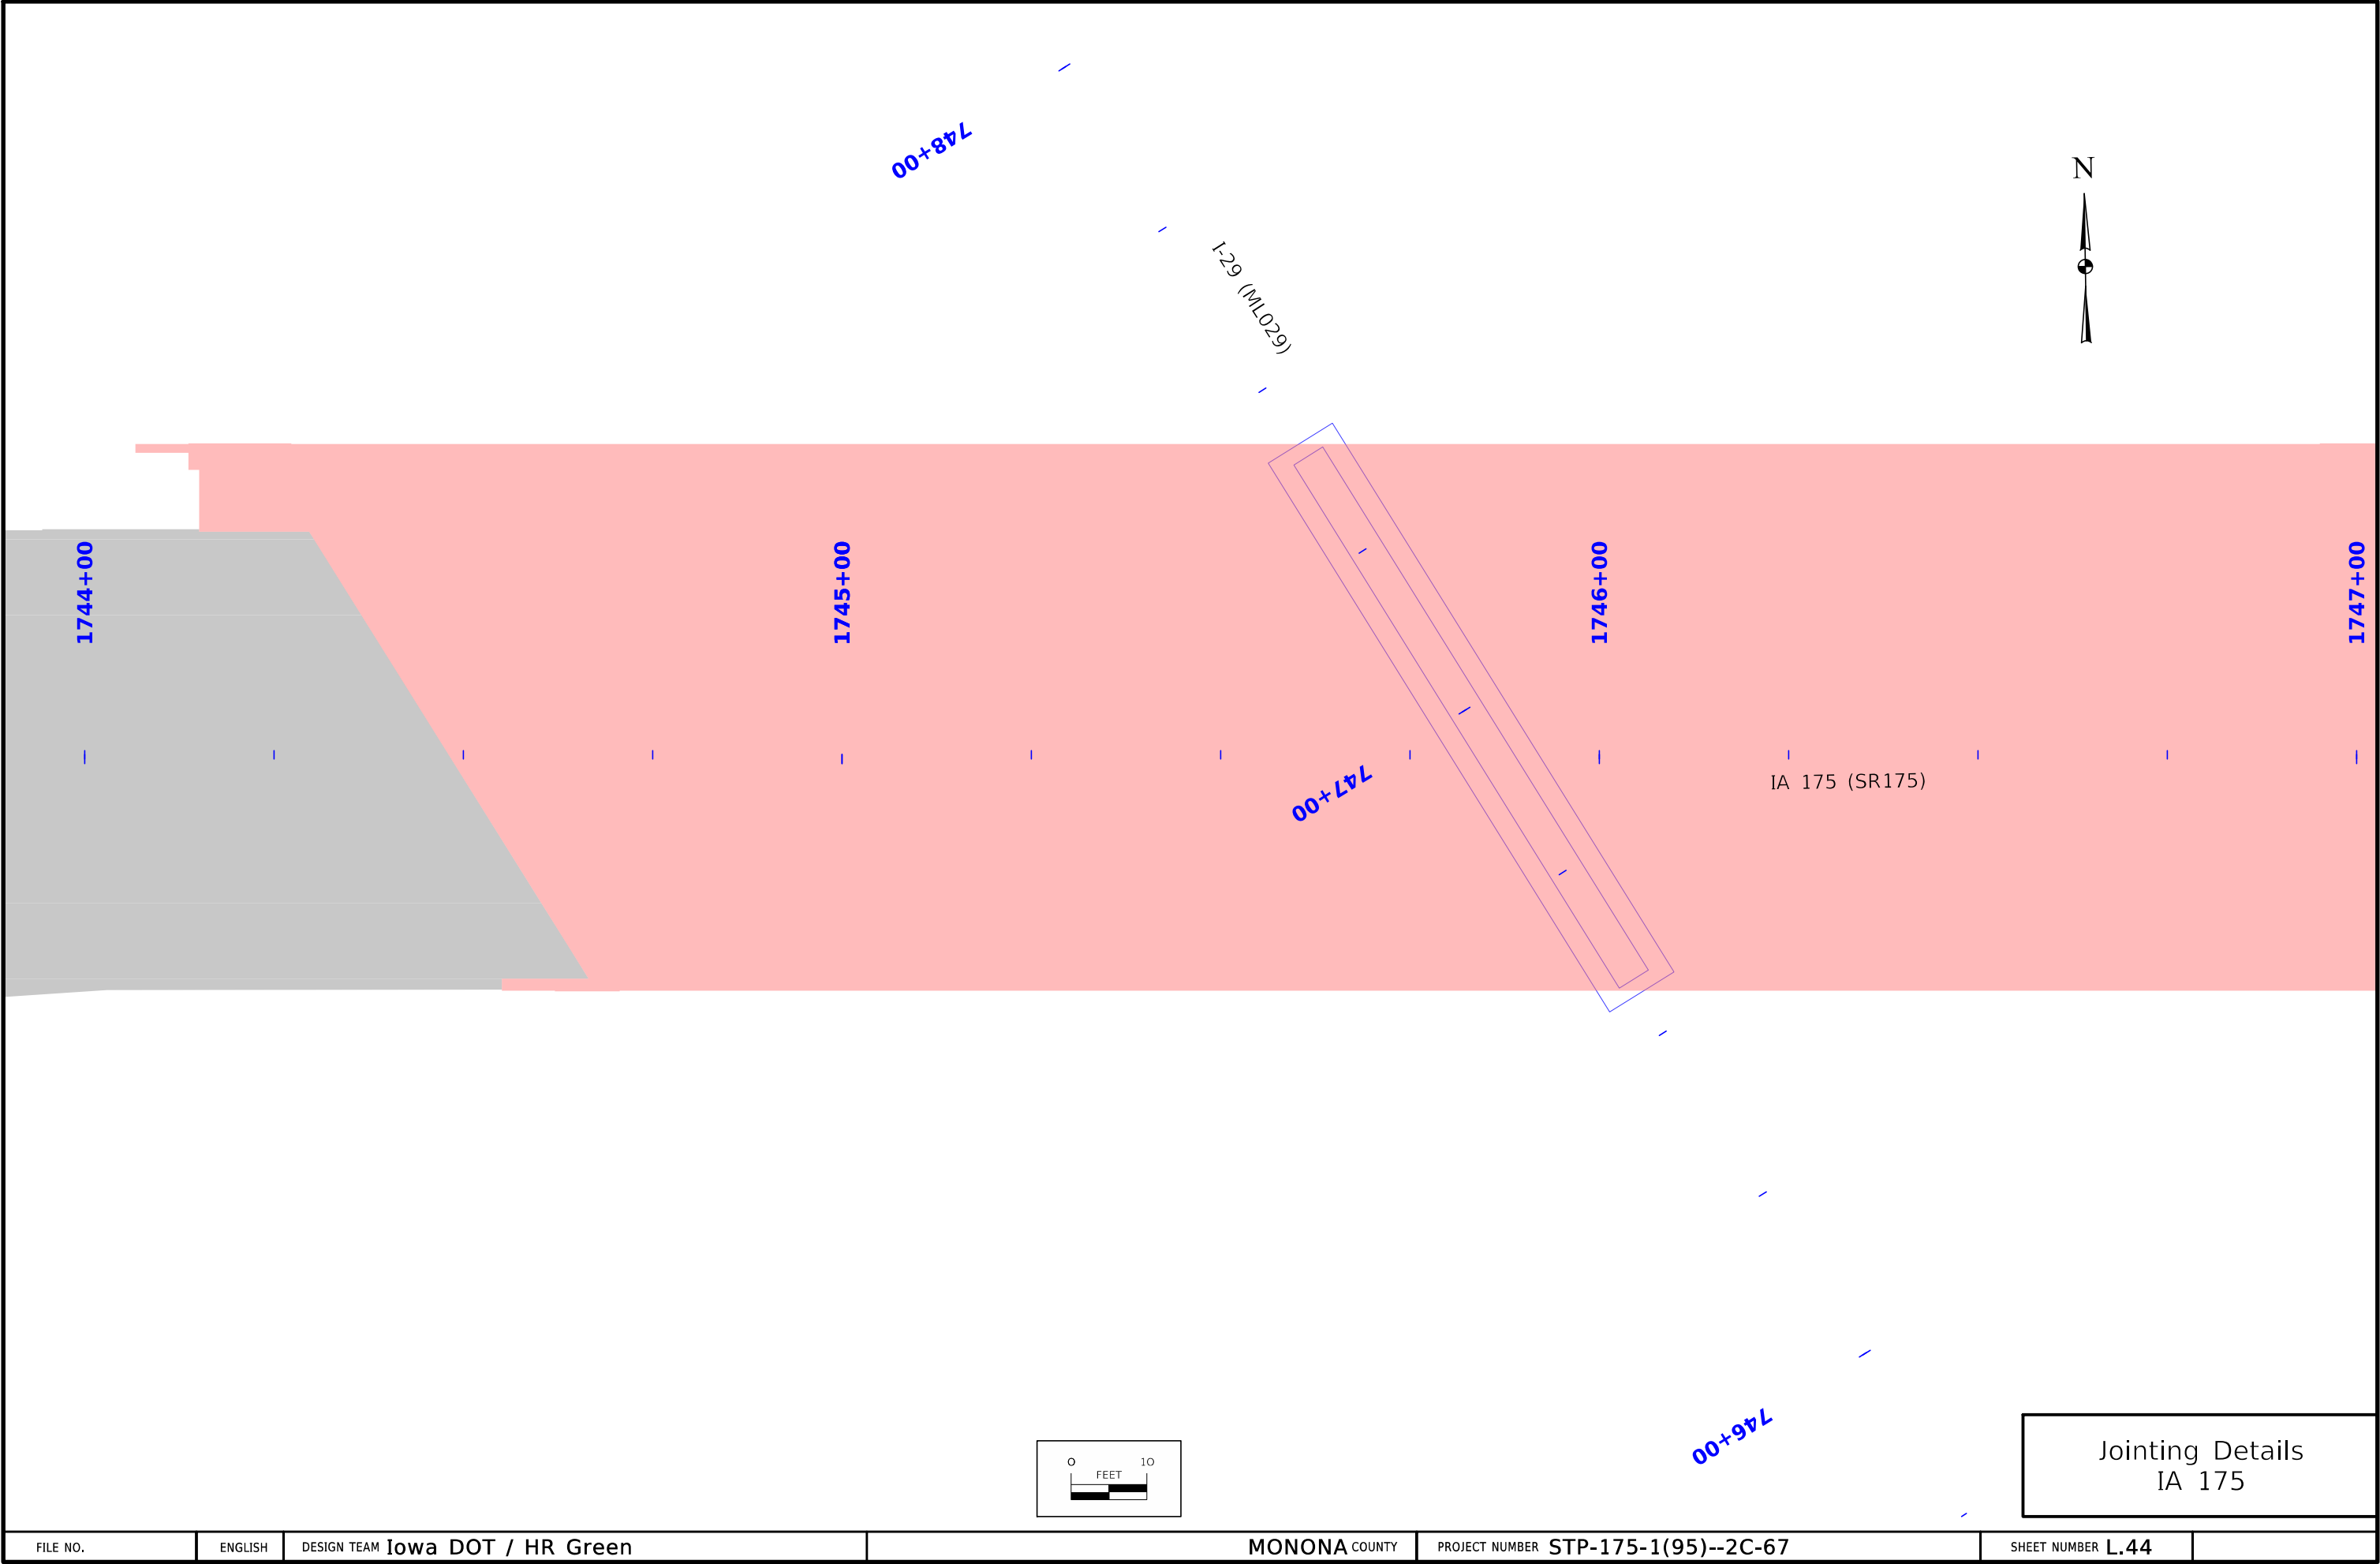 748+00
N
I-29 (ML029)
1744+00
1745+00
1746+00
1747+00
747+00
IA 175 (SR175)
746+00
0 10
FEET
Jointing Details
IA 175
FILE NO. ENGLISH DESIGN TEAM Iowa DOT / HR Green MONONA COUNTY PROJECT NUMBER STP-175-1(95)--2C-67 SHEET NUMBER L.44